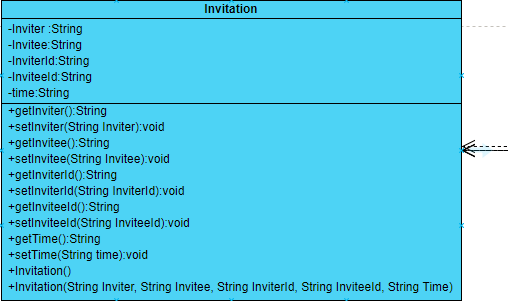 Invitation
-Inviter :String
-Invitee:String
-InviterId:String
-InviteeId:String
-time:String
+getInviter():String
+setInviter(String Inviter):void
+getInvitee():String
+setInvitee(String Invitee):void
+getInviterId():String
+setInviterId(String InviterId):void
+getInviteeId():String
+setInviteeId(String InviteeId):void
+getTime():String
+setTime(String time):void
+Invitation()
+Invitation(String Inviter, String Invitee, String InviterId, String InviteeId, String Time)